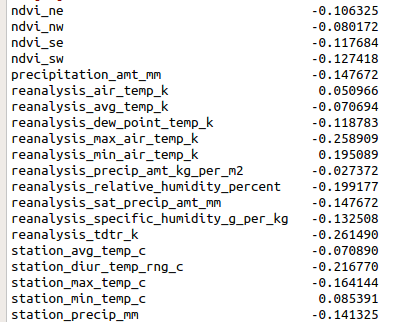 ndvi_ne -0.106325
ndvi_nw -0.080172
ndvi_se -0.117684
ndvi_sw -0.127418
precipitation_amt_mm -0.147672
reanalysis_air_temp_k 0.050966
reanalysis_avg_temp_k -0.070694
reanalysis_dew_point_temp_k -0.118783
reanalysis_max_air_temp_k -0.258909
reanalysis_min_air_temp_k 0.195089
reanalysis_precip_amt_kg_per_m2 -0.027372
reanalysis_relative_humidity_percent -0.199177
reanalysis_sat_precip_amt_mm -0.147672
reanalysis_specific_humidity_g_per_kg -0.132508
reanalysis_tdtr_k -0.261490
station_avg_temp_c -0.070890
station_diur_temp_rng_c -0.216770
station_max_temp_c -0.164144
station_min_temp_c 0.085391
station_precip_mm -0.141325